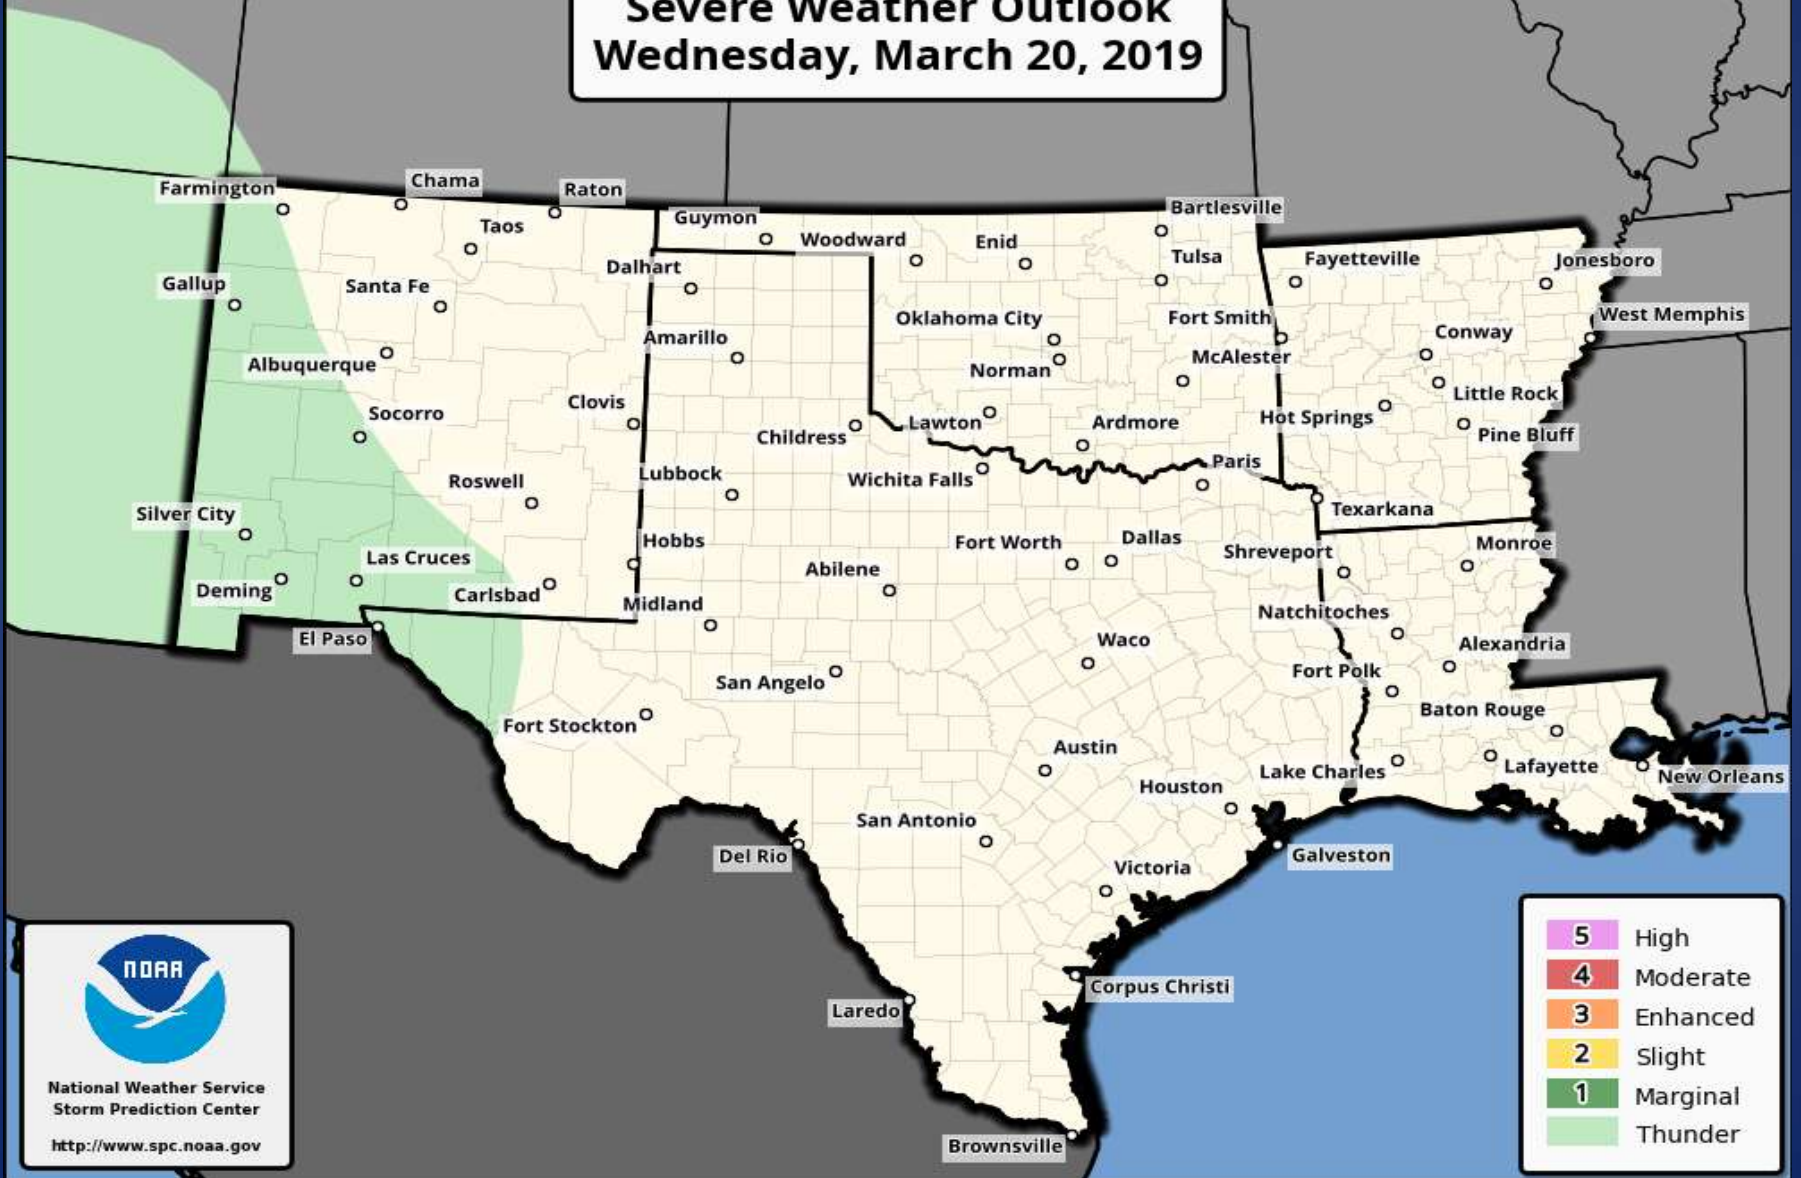 Severe Weather Outlook
Wednesday, March 20, 2019
Farmington
Chama
Raton
Taos
Guymon
Woodward
Enid
Bartlesville
Tulsa
Fayetteville
Jonesboro
Gallup
Santa Fe
Dalhart
Amarillo
Oklahoma City
Fort Smith
West Memphis
Conway
Albuquerque
Norman
McAlester
Little Rock
Socorro
Clovis
Childress
Lawton
Ardmore
Hot Springs
Pine Bluff
Roswell
Lubbock
Wichita Falls
Paris
Texarkana
Silver City
Las Cruces
Hobbs
Fort Worth
Dallas
Shreveport
Monroe
Deming
Carlsbad
Midland
Abilene
Natchitoches
El Paso
Waco
Alexandria
San Angelo
Fort Polk
Fort Stockton
Baton Rouge
Austin
Lake Charles
Lafayette
New Orleans
Houston
San Antonio
Del Rio
Galveston
Victoria
Corpus Christi
Laredo
Brownsville
NOAA
National Weather Service
Storm Prediction Center
http://www.spc.noaa.gov
5 High
4 Moderate
3 Enhanced
2 Slight
1 Marginal
Thunder